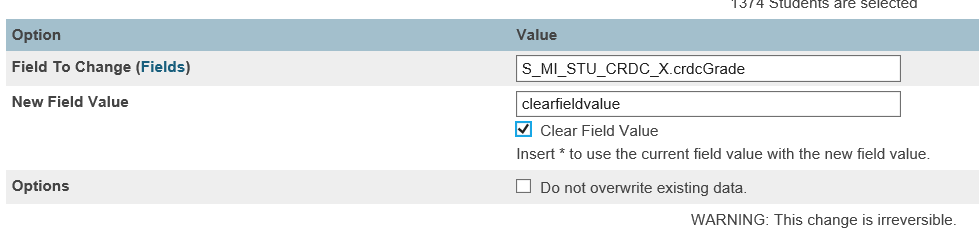 1374 Students are selected
Option Value
Field To Change (Fields) S_MI_STU_CRDC_X.crdcGrade
New Field Value clearfieldvalue
Clear Field Value
Insert * to use the current field value with the new field value.
Options Do not overwrite existing data.
WARNING: This change is irreversible.